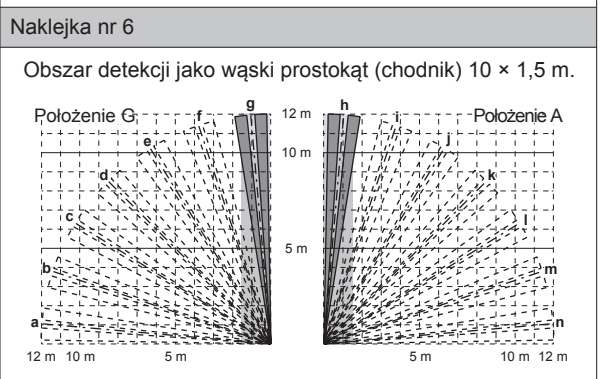 Naklejka nr 6
Obszar detekcji jako wąski prostokąt (chodnik) 10 × 1,5 m.
Położenie G
g
12 m
h
Położenie A
f
i
e
10 m
j
d
k
c
l
5 m
b
m
a
n
12 m 10 m 5 m
5 m 10 m 12 m